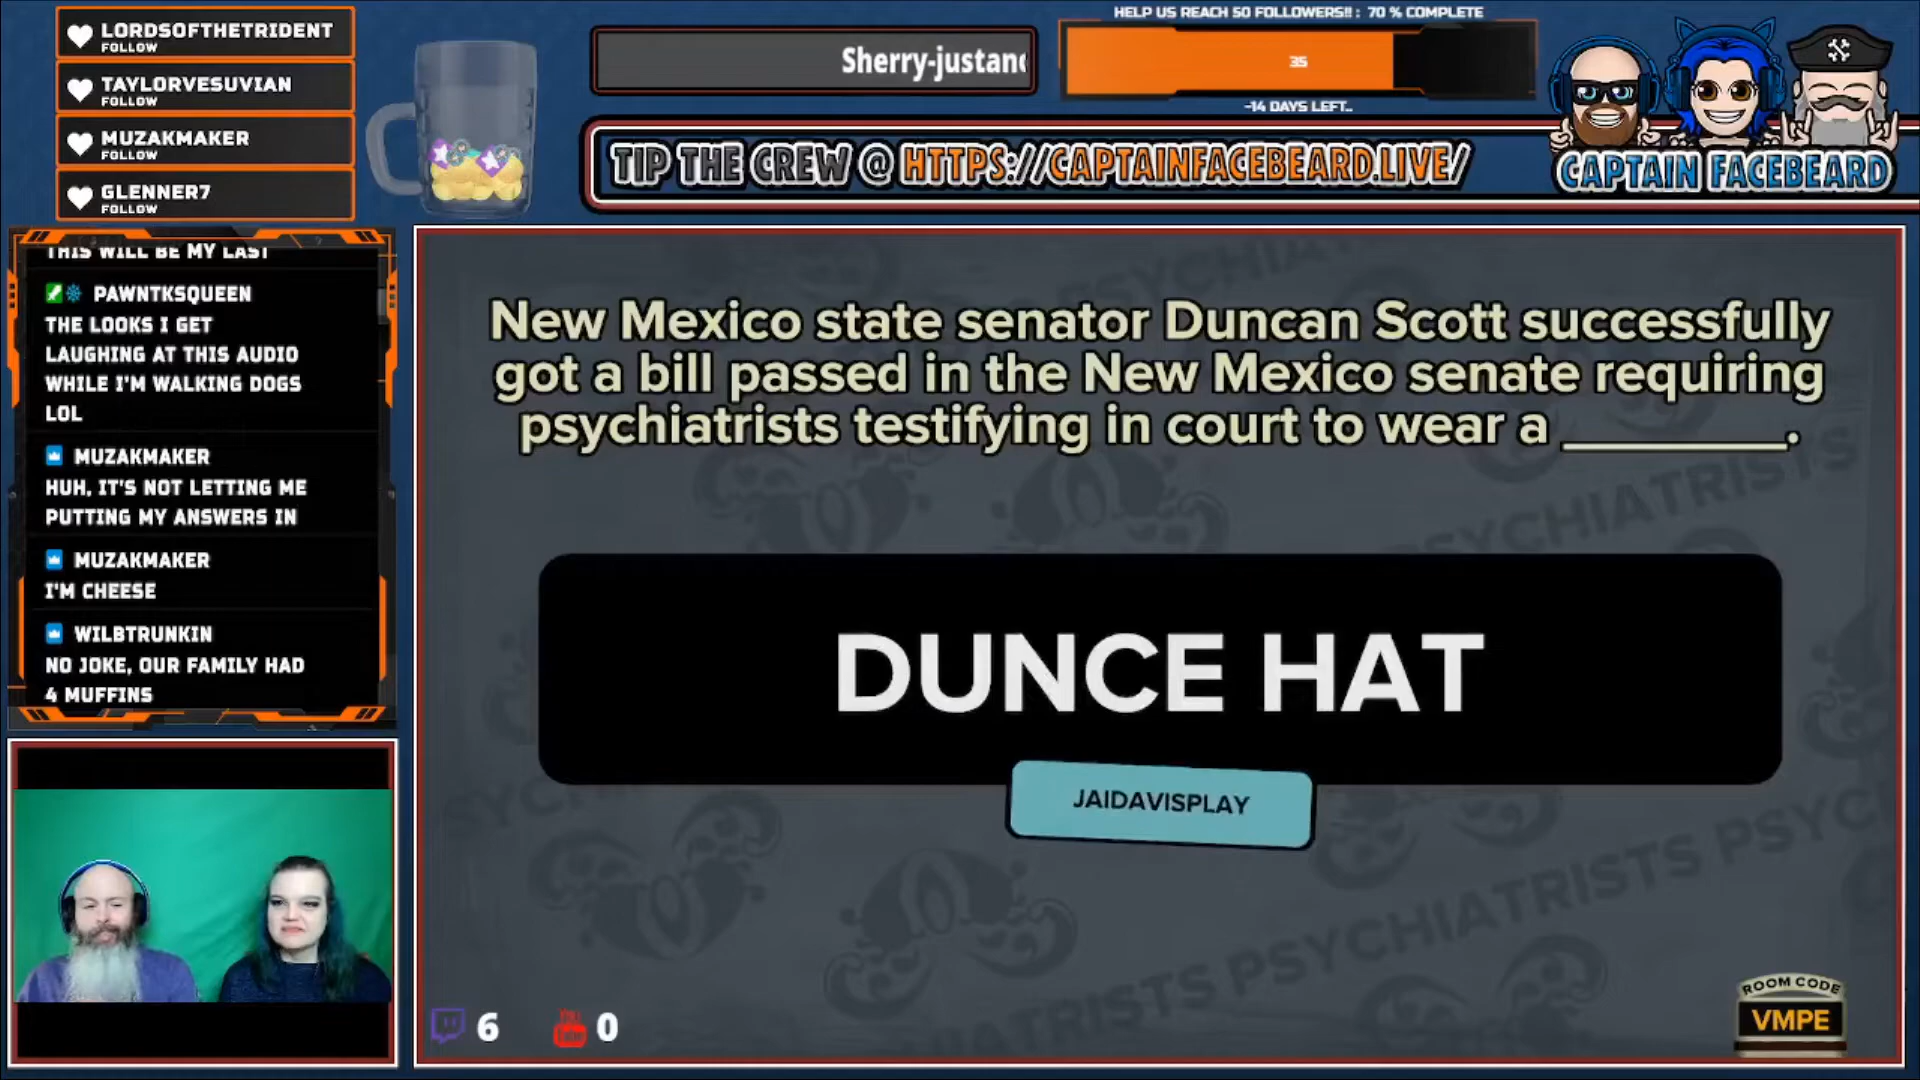 LORDSOFTHETRIDENT
FOLLOW
TAYLORVESUVIAN
FOLLOW
MUZAKMAKER
FOLLOW
GLENNER7
FOLLOW
Sherry-justano
HELP US REACH 50 FOLLOWERS!! : 70 % COMPLETE
35
-14 DAYS LEFT..
TIP THE CREW @ HTTPS://CAPTAINFACEBEARD.LIVE/
CAPTAIN FACEBEARD
THIS WILL BE MY LAST
PAWNTKSQUEEN
THE LOOKS I GET
LAUGHING AT THIS AUDIO
WHILE I'M WALKING DOGS
LOL
MUZAKMAKER
HUH, IT'S NOT LETTING ME
PUTTING MY ANSWERS IN
MUZAKMAKER
I'M CHEESE
WILBTRUNKIN
NO JOKE, OUR FAMILY HAD
4 MUFFINS
New Mexico state senator Duncan Scott successfully
got a bill passed in the New Mexico senate requiring
psychiatrists testifying in court to wear a ________.
DUNCE HAT
JAIDAVISPLAY
PSYCHIATRISTS PSYC
6
You Tube 0
ROOM CODE
VMPE